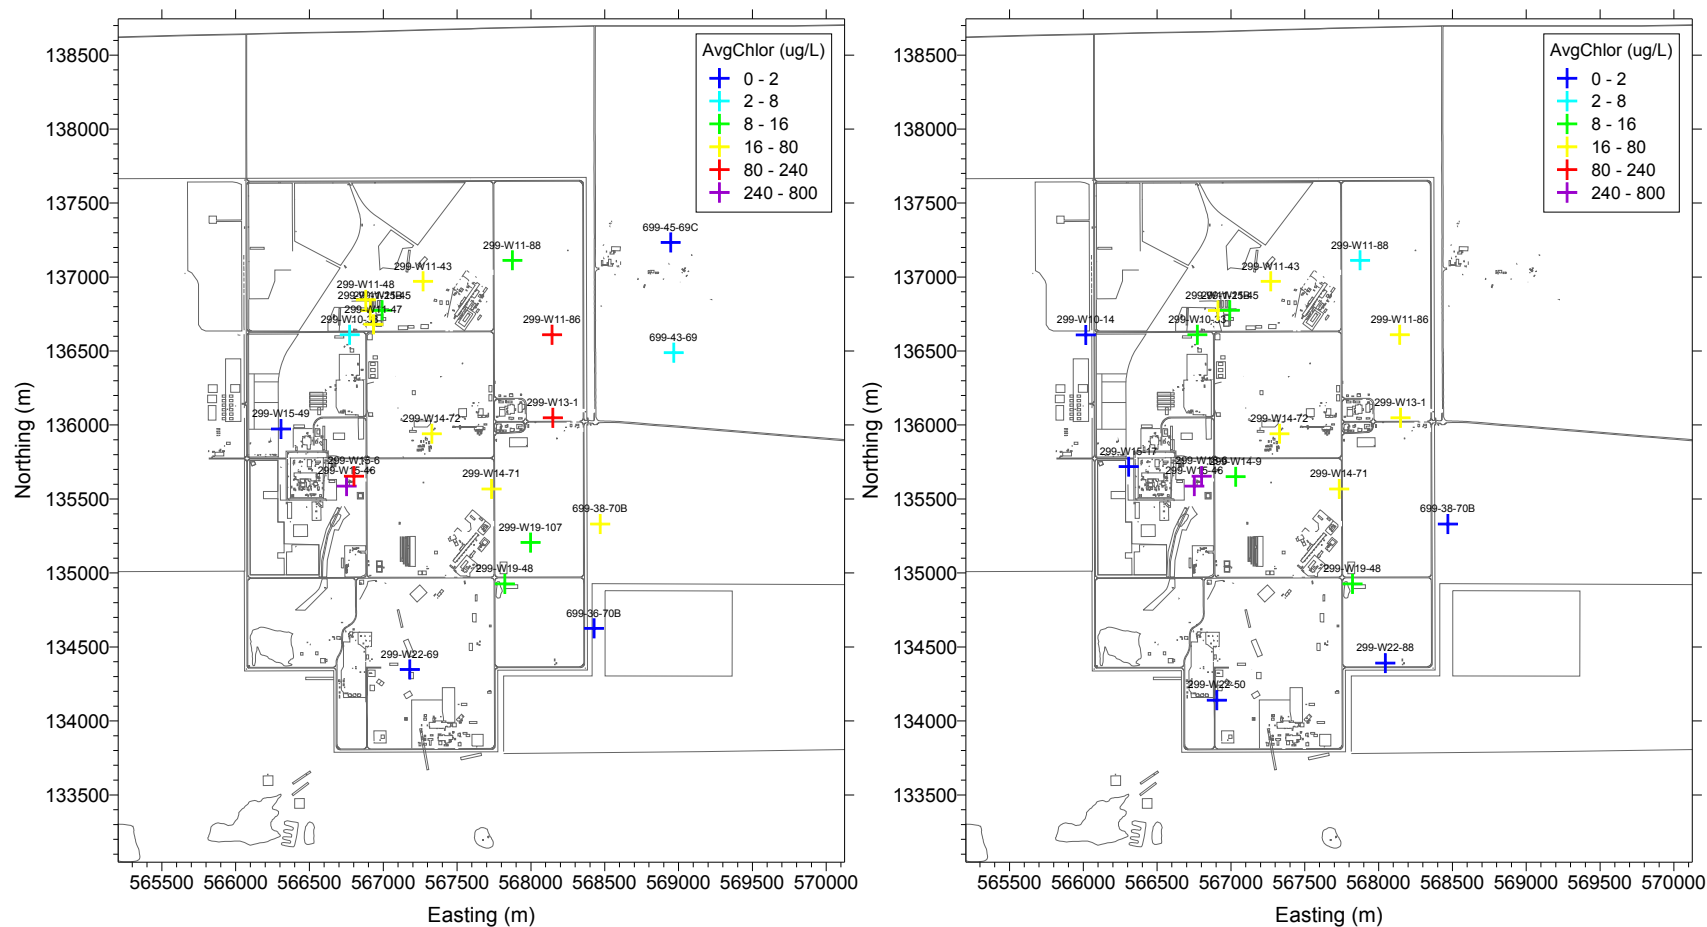 AvgChlor (ug/L)
0 - 2
2 - 8
8 - 16
16 - 80
80 - 240
240 - 800
138500
138000
137500
137000
136500
136000
135500
135000
134500
134000
133500
Northing (m)
699-45-69C
299-W11-88
299-W11-43
299-W11-48
299-W11-47
299-W11-86
699-43-69
299-W13-1
299-W15-49
299-W14-72
299-W15-6
299-W15-46
299-W14-71
699-38-70B
299-W19-107
299-W19-48
699-36-70B
299-W22-69
565500 566000 566500 567000 567500 568000 568500 569000 569500 570000
Easting (m)
AvgChlor (ug/L)
0 - 2
2 - 8
8 - 16
16 - 80
80 - 240
240 - 800
138500
138000
137500
137000
136500
136000
135500
135000
134500
134000
133500
Northing (m)
299-W11-88
299-W11-43
299-W10-14
299-W10-33
299-W11-86
299-W13-1
299-W14-72
299-W15-17
299-W14-9
299-W15-46
299-W14-71
699-38-70B
299-W19-48
299-W22-88
299-W22-50
565500 566000 566500 567000 567500 568000 568500 569000 569500 570000
Easting (m)